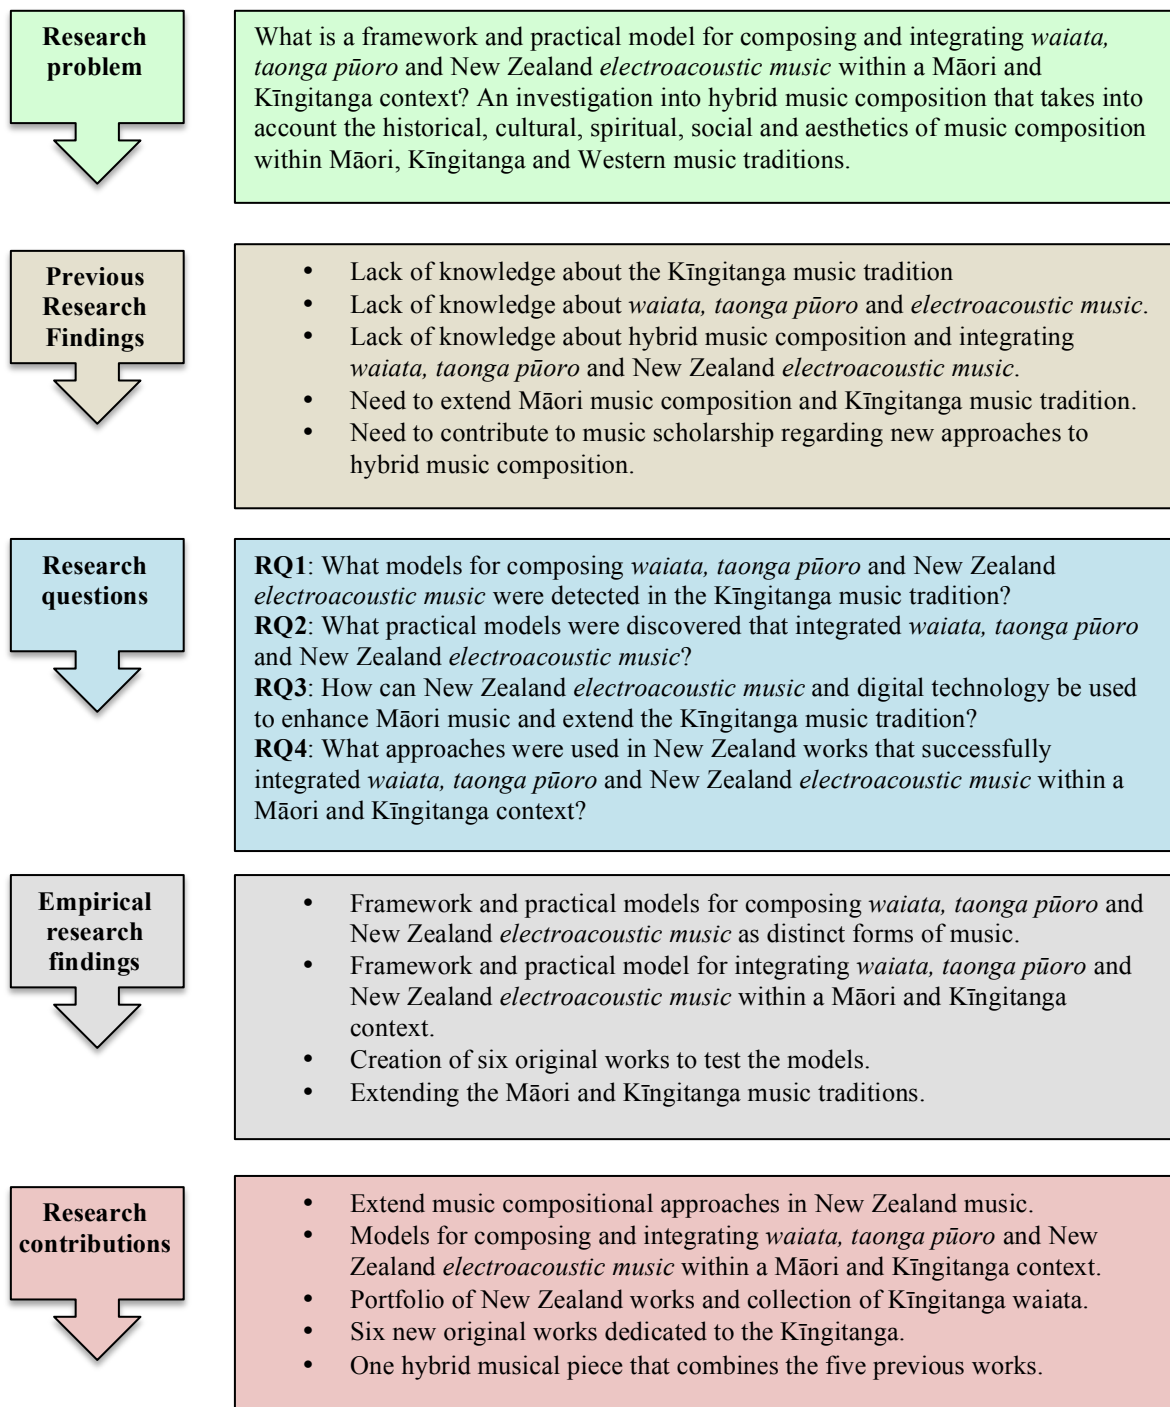 Research
problem
What is a framework and practical model for composing and integrating waiata,
taonga pūoro and New Zealand electroacoustic music within a Māori and
Kīngitanga context? An investigation into hybrid music composition that takes into
account the historical, cultural, spiritual, social and aesthetics of music composition
within Māori, Kīngitanga and Western music traditions.
Previous
Research
Findings
• Lack of knowledge about the Kīngitanga music tradition
• Lack of knowledge about waiata, taonga pūoro and electroacoustic music.
• Lack of knowledge about hybrid music composition and integrating
waiata, taonga pūoro and New Zealand electroacoustic music.
• Need to extend Māori music composition and Kīngitanga music tradition.
• Need to contribute to music scholarship regarding new approaches to
hybrid music composition.
Research
questions
RQ1: What models for composing waiata, taonga pūoro and New Zealand
electroacoustic music were detected in the Kīngitanga music tradition?
RQ2: What practical models were discovered that integrated waiata, taonga pūoro
and New Zealand electroacoustic music?
RQ3: How can New Zealand electroacoustic music and digital technology be used
to enhance Māori music and extend the Kīngitanga music tradition?
RQ4: What approaches were used in New Zealand works that successfully
integrated waiata, taonga pūoro and New Zealand electroacoustic music within a
Māori and Kīngitanga context?
Empirical
research
findings
• Framework and practical models for composing waiata, taonga pūoro and
New Zealand electroacoustic music as distinct forms of music.
• Framework and practical model for integrating waiata, taonga pūoro and
New Zealand electroacoustic music within a Māori and Kīngitanga
context.
• Creation of six original works to test the models.
• Extending the Māori and Kīngitanga music traditions.
Research
contributions
• Extend music compositional approaches in New Zealand music.
• Models for composing and integrating waiata, taonga pūoro and New
Zealand electroacoustic music within a Māori and Kīngitanga context.
• Portfolio of New Zealand works and collection of Kīngitanga waiata.
• Six new original works dedicated to the Kīngitanga.
• One hybrid musical piece that combines the five previous works.